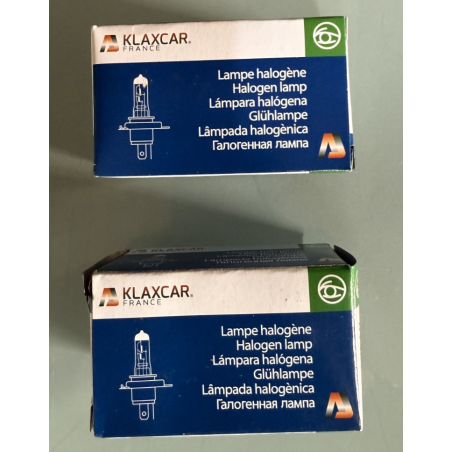 KLAXCAR®
FRANCE
Lampe halogène
Halogen lamp
Lámpara halógena
Glühlampe
Lâmpada halogènica
Галогенная лампа
KLAXCAR®
FRANCE
Lampe halogène
Halogen lamp
Lámpara halógena
Glühlampe
Lâmpada halogènica
Галогенная лампа